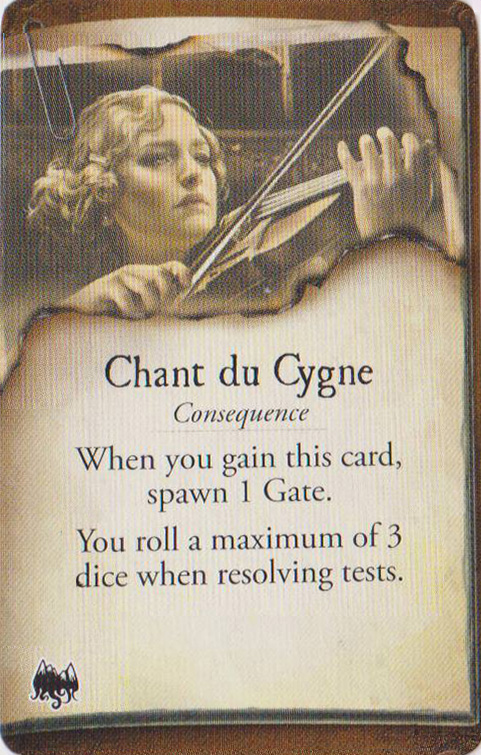 Chant du Cygne
Consequence
When you gain this card,
spawn 1 Gate.
You roll a maximum of 3
dice when resolving tests.